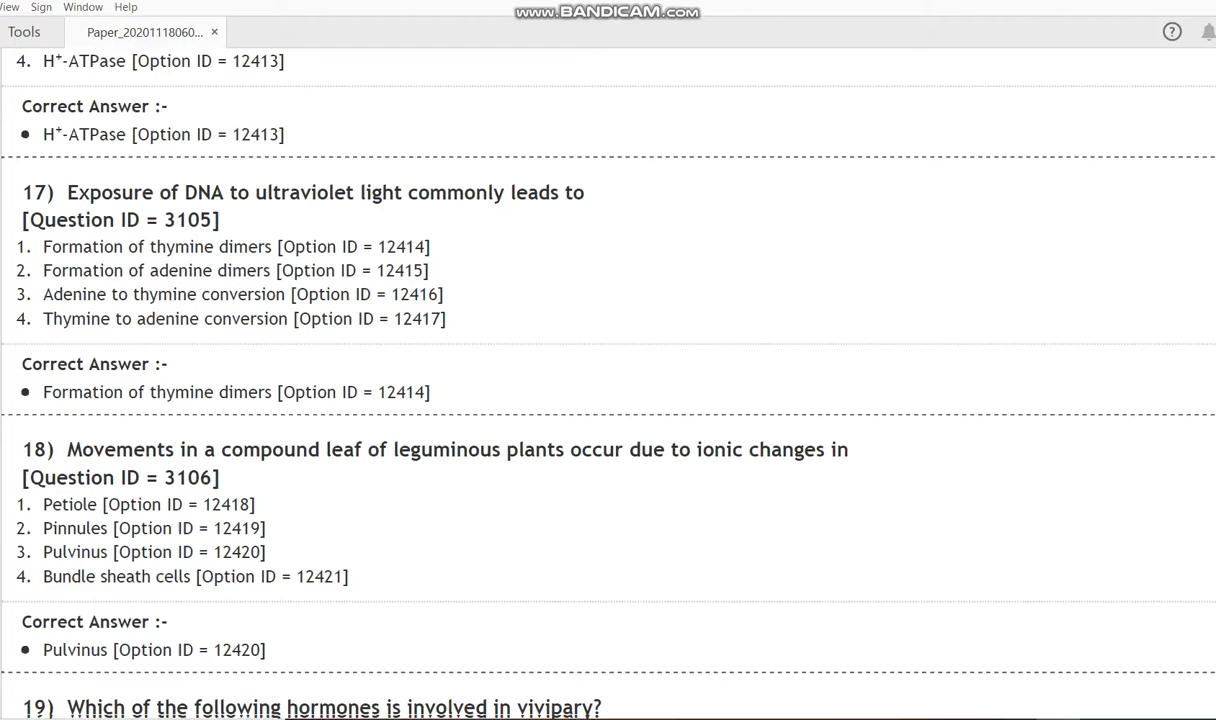 View Sign Window Help
www.BANDICAM.com
Tools Paper_20201118060... ×
4. H⁺-ATPase [Option ID = 12413]
Correct Answer :-
• H⁺-ATPase [Option ID = 12413]
17) Exposure of DNA to ultraviolet light commonly leads to
[Question ID = 3105]
1. Formation of thymine dimers [Option ID = 12414]
2. Formation of adenine dimers [Option ID = 12415]
3. Adenine to thymine conversion [Option ID = 12416]
4. Thymine to adenine conversion [Option ID = 12417]
Correct Answer :-
• Formation of thymine dimers [Option ID = 12414]
18) Movements in a compound leaf of leguminous plants occur due to ionic changes in
[Question ID = 3106]
1. Petiole [Option ID = 12418]
2. Pinnules [Option ID = 12419]
3. Pulvinus [Option ID = 12420]
4. Bundle sheath cells [Option ID = 12421]
Correct Answer :-
• Pulvinus [Option ID = 12420]
19) Which of the following hormones is involved in vivipary?